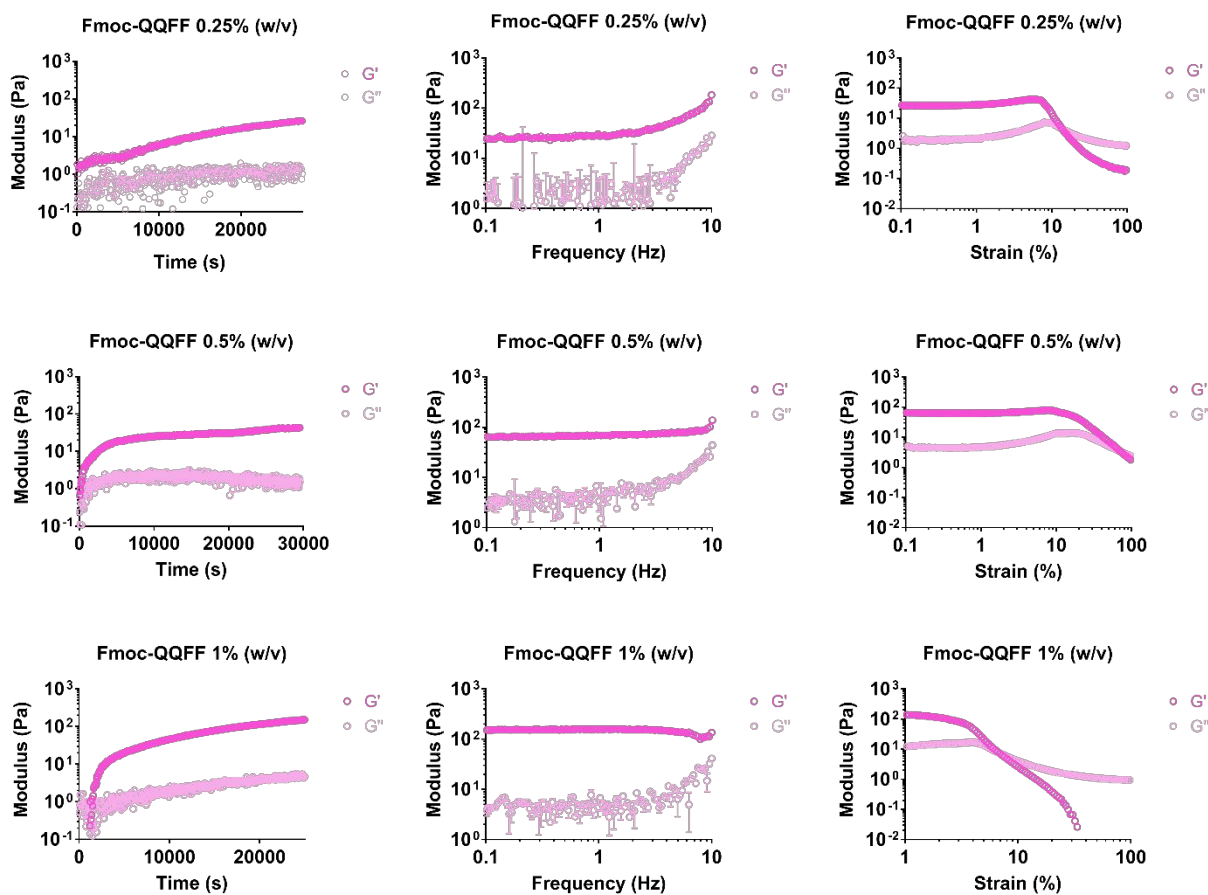 Fmoc-QQFF 0.25% (w/v)
Modulus (Pa)
10³
10²
10¹
10⁰
10⁻¹
0
10000
20000
Time (s)
G'
G''
Fmoc-QQFF 0.25% (w/v)
Modulus (Pa)
10³
10²
10¹
10⁰
0.1
1
10
Frequency (Hz)
G'
G''
Fmoc-QQFF 0.25% (w/v)
Modulus (Pa)
10³
10²
10¹
10⁰
10⁻¹
10⁻²
0.1
1
10
100
Strain (%)
G'
G''
Fmoc-QQFF 0.5% (w/v)
Modulus (Pa)
10³
10²
10¹
10⁰
10⁻¹
0
10000
20000
30000
Time (s)
G'
G''
Fmoc-QQFF 0.5% (w/v)
Modulus (Pa)
10³
10²
10¹
10⁰
0.1
1
10
Frequency (Hz)
G'
G''
Fmoc-QQFF 0.5% (w/v)
Modulus (Pa)
10³
10²
10¹
10⁰
10⁻¹
10⁻²
0.1
1
10
100
Strain (%)
G'
G''
Fmoc-QQFF 1% (w/v)
Modulus (Pa)
10³
10²
10¹
10⁰
10⁻¹
0
10000
20000
Time (s)
G'
G''
Fmoc-QQFF 1% (w/v)
Modulus (Pa)
10³
10²
10¹
10⁰
0.1
1
10
Frequency (Hz)
G'
G''
Fmoc-QQFF 1% (w/v)
Modulus (Pa)
10³
10²
10¹
10⁰
10⁻¹
10⁻²
1
10
100
Strain (%)
G'
G''